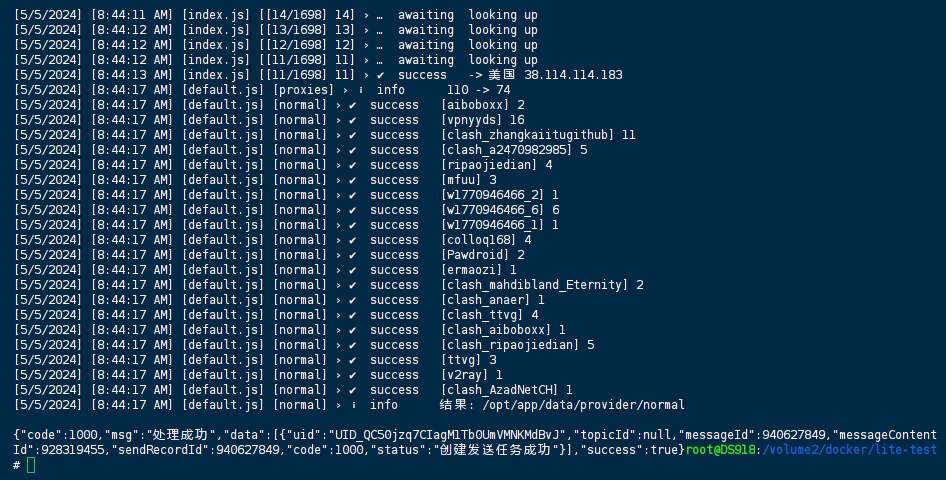 [5/5/2024] [8:44:11 AM] [index.js] [[14/1698] 14] › … awaiting looking up
[5/5/2024] [8:44:12 AM] [index.js] [[13/1698] 13] › … awaiting looking up
[5/5/2024] [8:44:12 AM] [index.js] [[12/1698] 12] › … awaiting looking up
[5/5/2024] [8:44:12 AM] [index.js] [[11/1698] 11] › … awaiting looking up
[5/5/2024] [8:44:13 AM] [index.js] [[11/1698] 11] › ✔ success -> 美国 38.114.114.183
[5/5/2024] [8:44:17 AM] [default.js] [proxies] › ℹ info 110 -> 74
[5/5/2024] [8:44:17 AM] [default.js] [normal] › ✔ success [aiboboxx] 2
[5/5/2024] [8:44:17 AM] [default.js] [normal] › ✔ success [vpnyyds] 16
[5/5/2024] [8:44:17 AM] [default.js] [normal] › ✔ success [clash_zhangkaiitugithub] 11
[5/5/2024] [8:44:17 AM] [default.js] [normal] › ✔ success [clash_a2470982985] 5
[5/5/2024] [8:44:17 AM] [default.js] [normal] › ✔ success [ripaojiedian] 4
[5/5/2024] [8:44:17 AM] [default.js] [normal] › ✔ success [mfuu] 3
[5/5/2024] [8:44:17 AM] [default.js] [normal] › ✔ success [w1770946466_2] 1
[5/5/2024] [8:44:17 AM] [default.js] [normal] › ✔ success [w1770946466_6] 6
[5/5/2024] [8:44:17 AM] [default.js] [normal] › ✔ success [w1770946466_1] 1
[5/5/2024] [8:44:17 AM] [default.js] [normal] › ✔ success [colloq168] 4
[5/5/2024] [8:44:17 AM] [default.js] [normal] › ✔ success [Pawdroid] 2
[5/5/2024] [8:44:17 AM] [default.js] [normal] › ✔ success [ermaozi] 1
[5/5/2024] [8:44:17 AM] [default.js] [normal] › ✔ success [clash_mahdibland_Eternity] 2
[5/5/2024] [8:44:17 AM] [default.js] [normal] › ✔ success [clash_anaer] 1
[5/5/2024] [8:44:17 AM] [default.js] [normal] › ✔ success [clash_ttvg] 4
[5/5/2024] [8:44:17 AM] [default.js] [normal] › ✔ success [clash_aiboboxx] 1
[5/5/2024] [8:44:17 AM] [default.js] [normal] › ✔ success [clash_ripaojiedian] 5
[5/5/2024] [8:44:17 AM] [default.js] [normal] › ✔ success [ttvg] 3
[5/5/2024] [8:44:17 AM] [default.js] [normal] › ✔ success [v2ray] 1
[5/5/2024] [8:44:17 AM] [default.js] [normal] › ✔ success [clash_AzadNetCH] 1
[5/5/2024] [8:44:17 AM] [default.js] [normal] › ℹ info 结果: /opt/app/data/provider/normal
{"code":1000,"msg":"处理成功","data":[{"uid":"UID_QC50jzq7CIagM1Tb0UmVMNKMdBvJ","topicId":null,"messageId":940627849,"messageContent
Id":928319455,"sendRecordId":940627849,"code":1000,"status":"创建发送任务成功"}],"success":true}root@DS918:/volume2/docker/lite-test
#